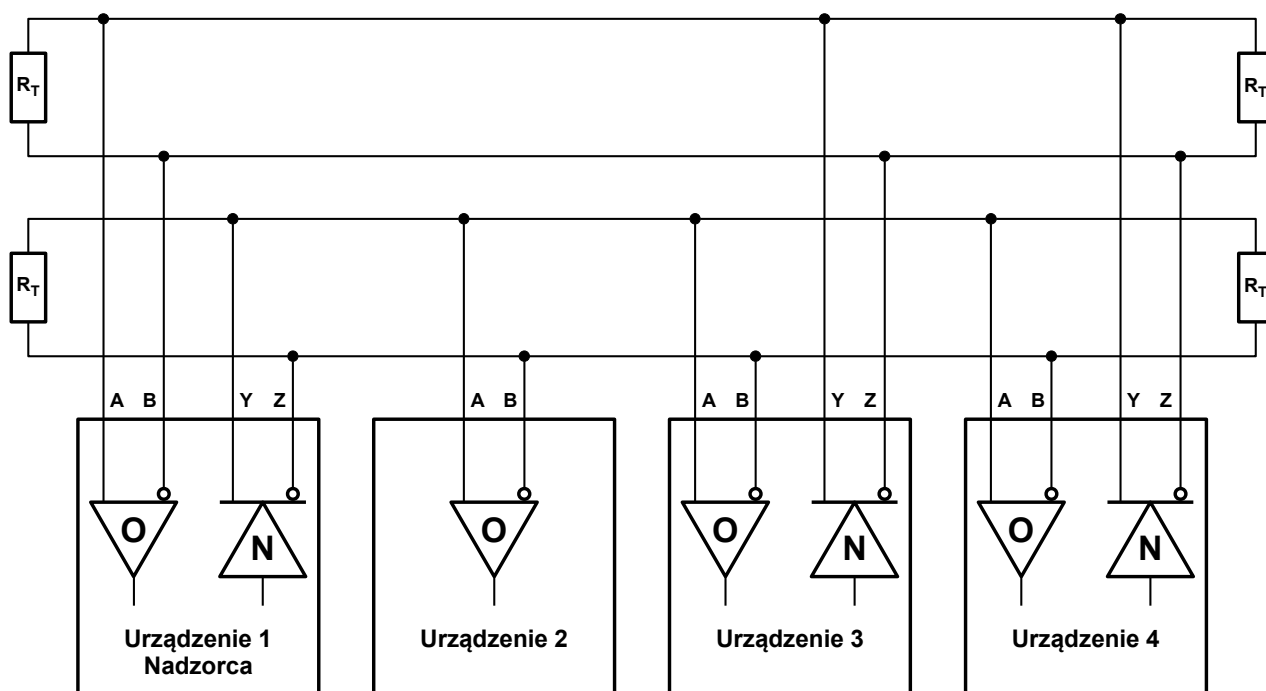 R_T R_T
R_T R_T
A B Y Z A B A B Y Z A B Y Z
O N O O N O N
Urządzenie 1 Urządzenie 2 Urządzenie 3 Urządzenie 4
Nadzorca